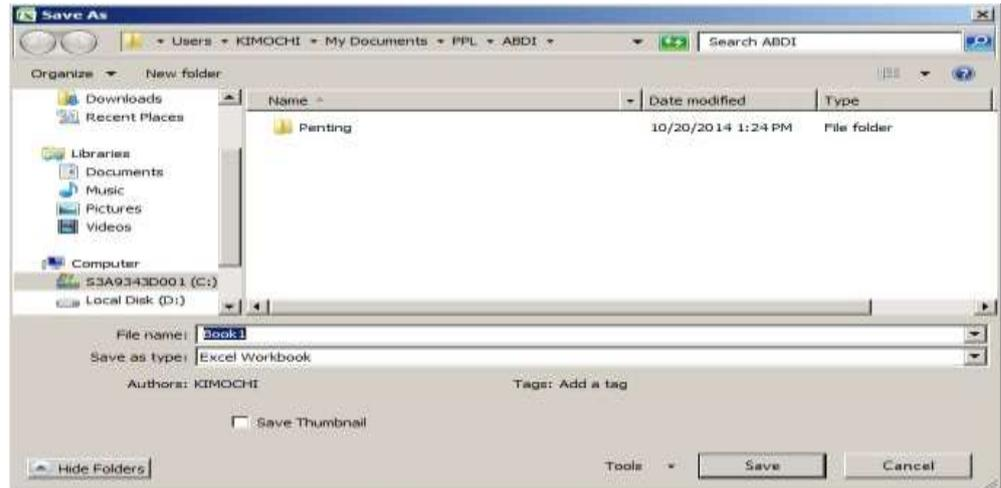 Save As
Users KIMOCHI My Documents PPL ABDI Search ABDI
Organize New folder
Downloads
Recent Places
Libraries
Documents
Music
Pictures
Videos
Computer
S3A9343D001 (C:)
Local Disk (D:)
Name Date modified Type
Penting 10/20/2014 1:24 PM File folder
File name: Book1
Save as type: Excel Workbook
Authors: KIMOCHI Tags: Add a tag
Save Thumbnail
Hide Folders Tools Save Cancel